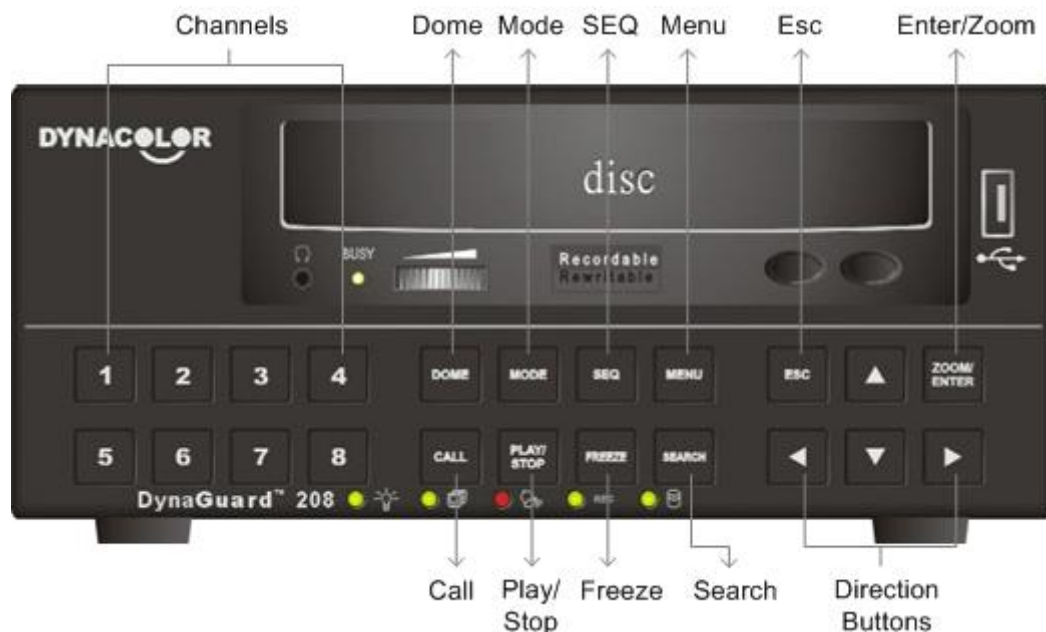 Channels Dome Mode SEQ Menu Esc Enter/Zoom
DYNACOLOR
disc
BUSY
Recordable
Rewritable
1 2 3 4 DOME MODE SEQ MENU ESC ▲ ZOOM/
ENTER
5 6 7 8 CALL PLAY/
STOP FREEZE SEARCH ◀ ▼ ▶
DynaGuard™ 208 REC
Call Play/
Stop Freeze Search Direction
Buttons